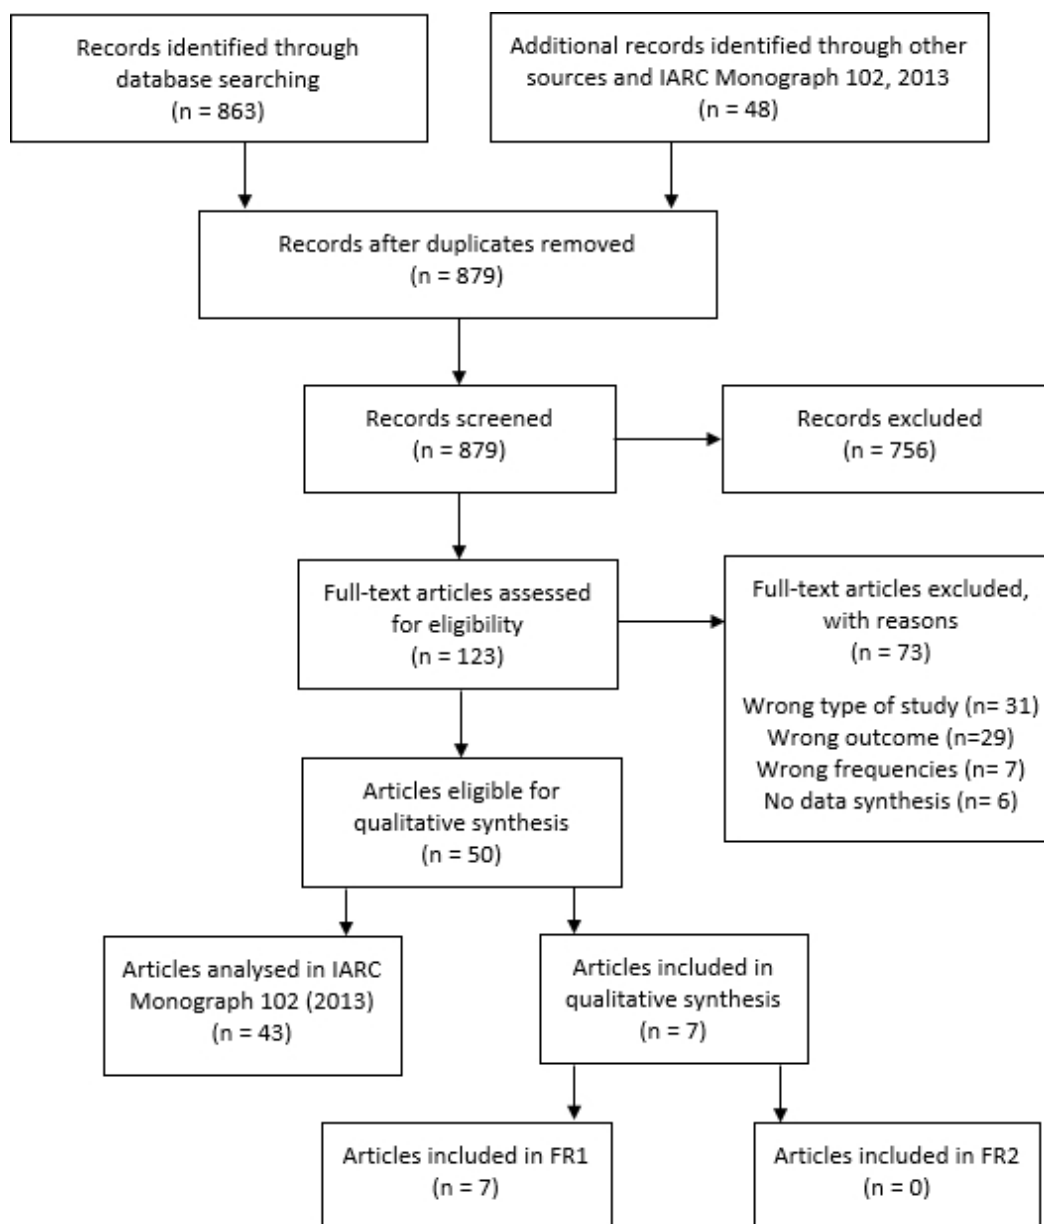 Records identified through
database searching
(n = 863)
Additional records identified through other
sources and IARC Monograph 102, 2013
(n = 48)
Records after duplicates removed
(n = 879)
Records screened
(n = 879)
Records excluded
(n = 756)
Full-text articles assessed
for eligibility
(n = 123)
Full-text articles excluded,
with reasons
(n = 73)
Wrong type of study (n= 31)
Wrong outcome (n=29)
Wrong frequencies (n= 7)
No data synthesis (n= 6)
Articles eligible for
qualitative synthesis
(n = 50)
Articles analysed in IARC
Monograph 102 (2013)
(n = 43)
Articles included in
qualitative synthesis
(n = 7)
Articles included in FR1
(n = 7)
Articles included in FR2
(n = 0)